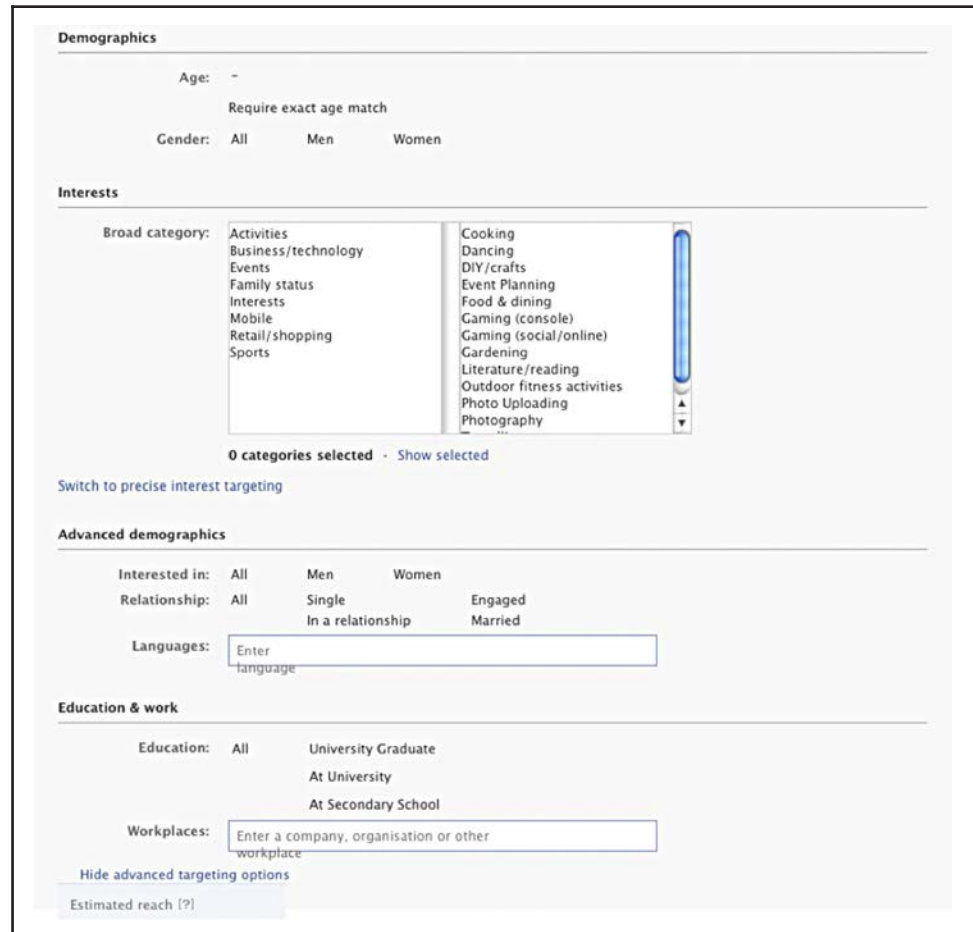 Demographics
Age: -
Require exact age match
Gender: All Men Women
Interests
Broad category:
Activities
Business/technology
Events
Family status
Interests
Mobile
Retail/shopping
Sports
Cooking
Dancing
DIY/crafts
Event Planning
Food & dining
Gaming (console)
Gaming (social/online)
Gardening
Literature/reading
Outdoor fitness activities
Photo Uploading
Photography
0 categories selected · Show selected
Switch to precise interest targeting
Advanced demographics
Interested in: All Men Women
Relationship: All Single Engaged
In a relationship Married
Languages: Enter
language
Education & work
Education: All University Graduate
At University
At Secondary School
Workplaces: Enter a company, organisation or other
workplace
Hide advanced targeting options
Estimated reach [?]